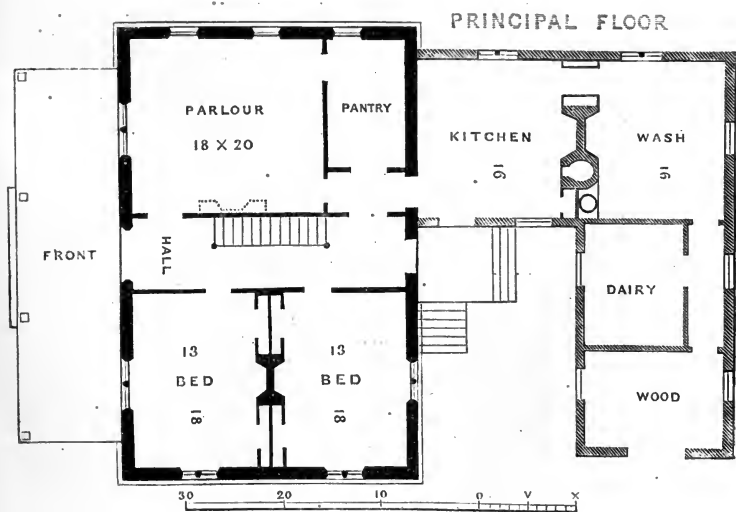 PRINCIPAL FLOOR
PARLOUR
18 X 20
PANTRY
KITCHEN
16
WASH
16
HALL
FRONT
DAIRY
13
BED
18
13
BED
18
WOOD
30 20 10 0 V X